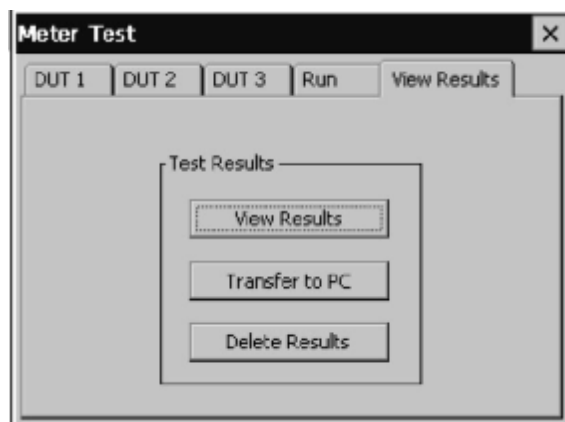 Meter Test
DUT 1 DUT 2 DUT 3 Run View Results
Test Results
View Results
Transfer to PC
Delete Results